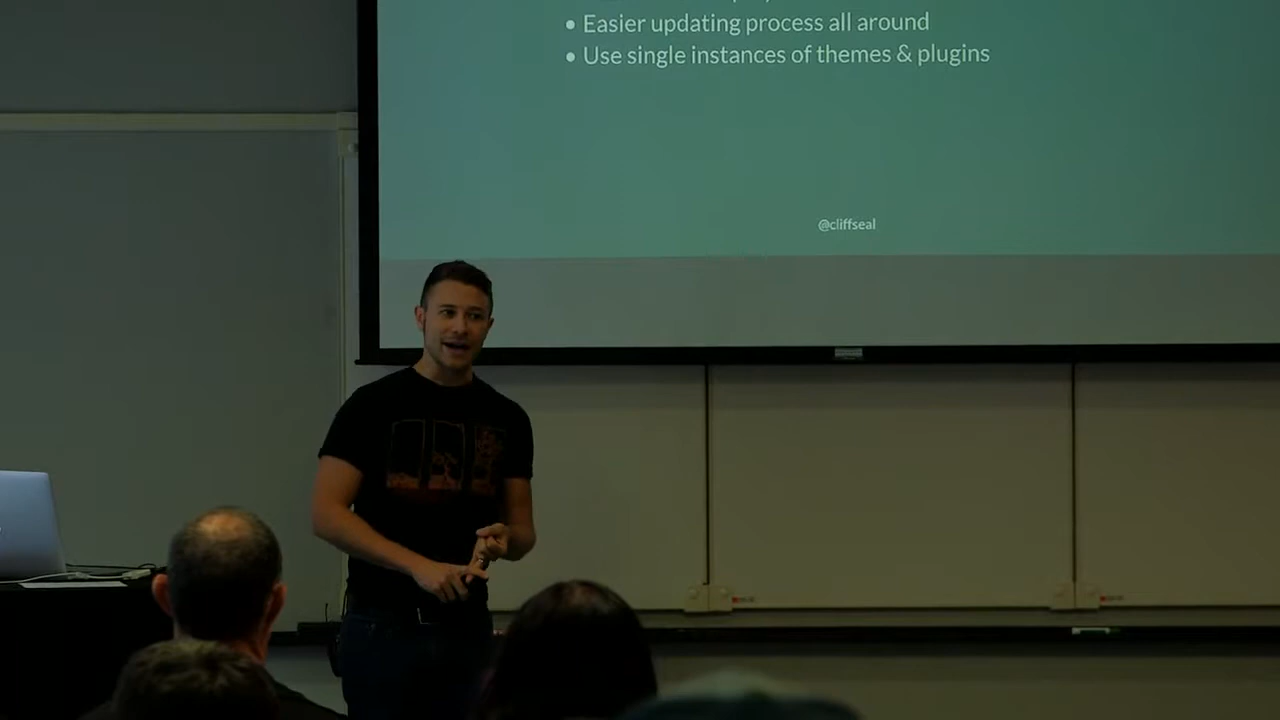 • Easier updating process all around
• Use single instances of themes & plugins
@cliffseal